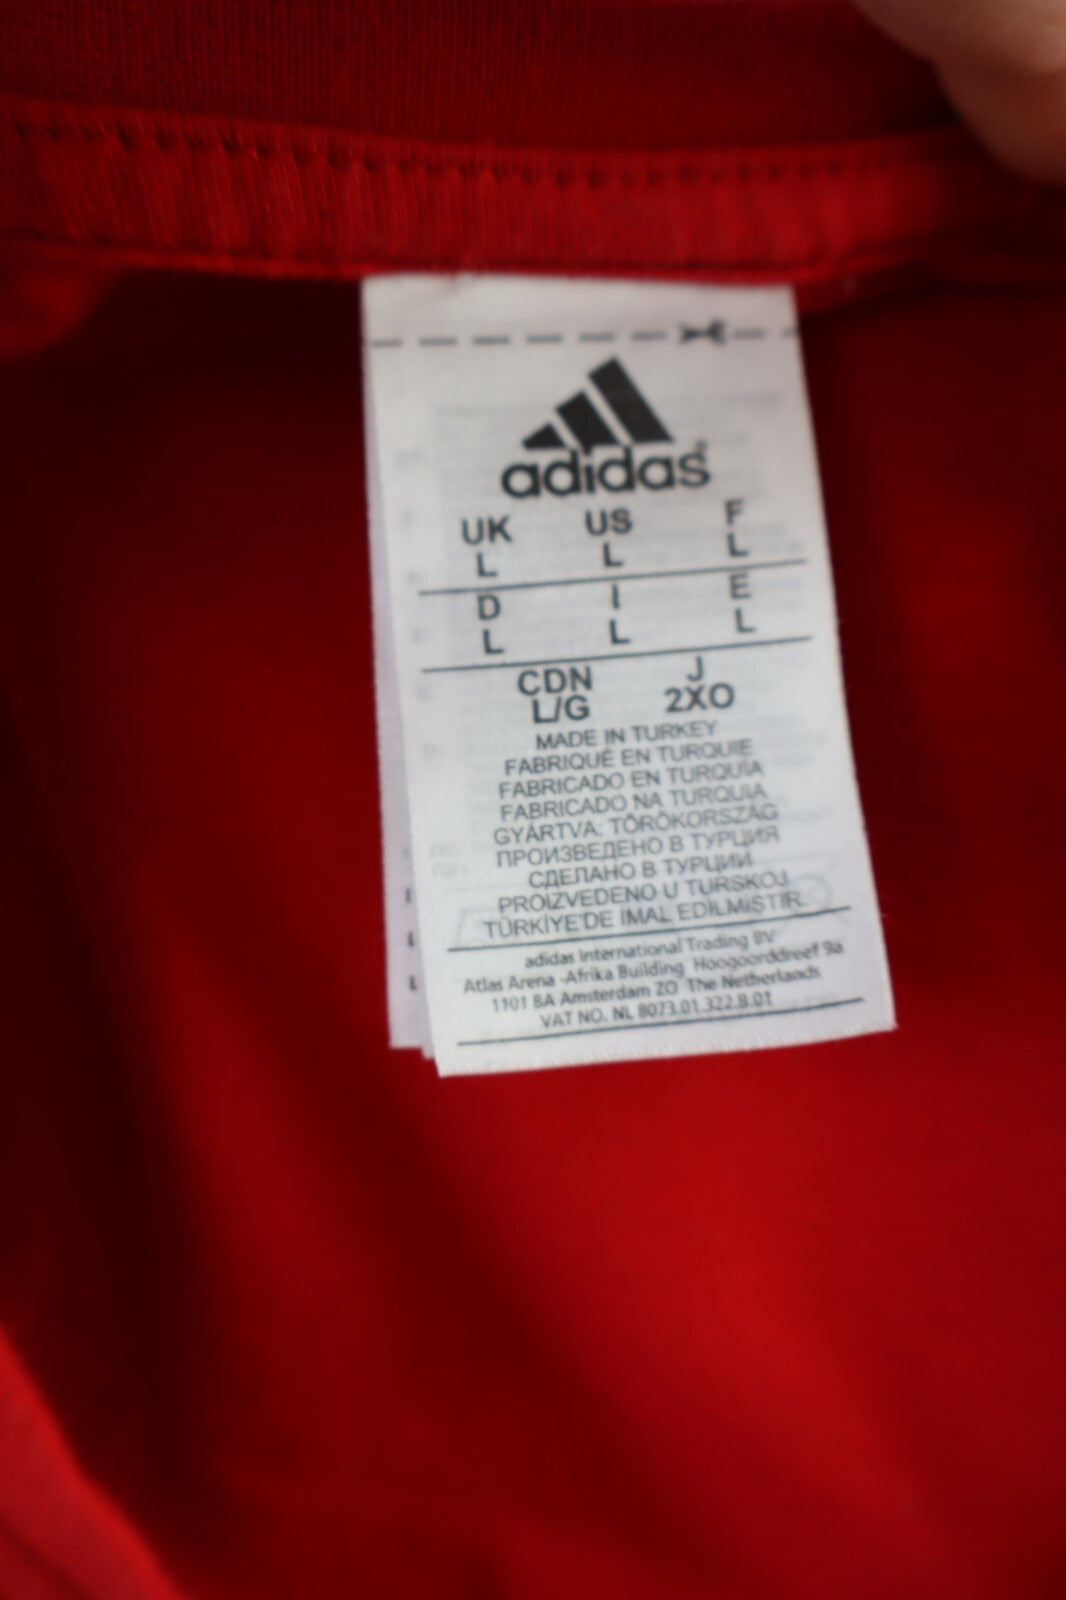 adidas®
UK US F
L L L
D I E
L L L
CDN J
L/G 2XO
MADE IN TURKEY
FABRIQUÉ EN TURQUIE
FABRICADO EN TURQUÍA
FABRICADO NA TURQUIA
GYÁRTVA: TÖRÖKORSZÁG
ПРОИЗВЕДЕНО В ТУРЦИЯ
СДЕЛАНО В ТУРЦИИ
PROIZVEDENO U TURSKOJ
TÜRKİYE'DE IMAL EDİLMİSTIR.
adidas International Trading BV
Atlas Arena -Afrika Building Hoogoorddreef 9a
1101 BA Amsterdam ZO The Netherlands
VAT NO. NL 8073.01.322.B.01